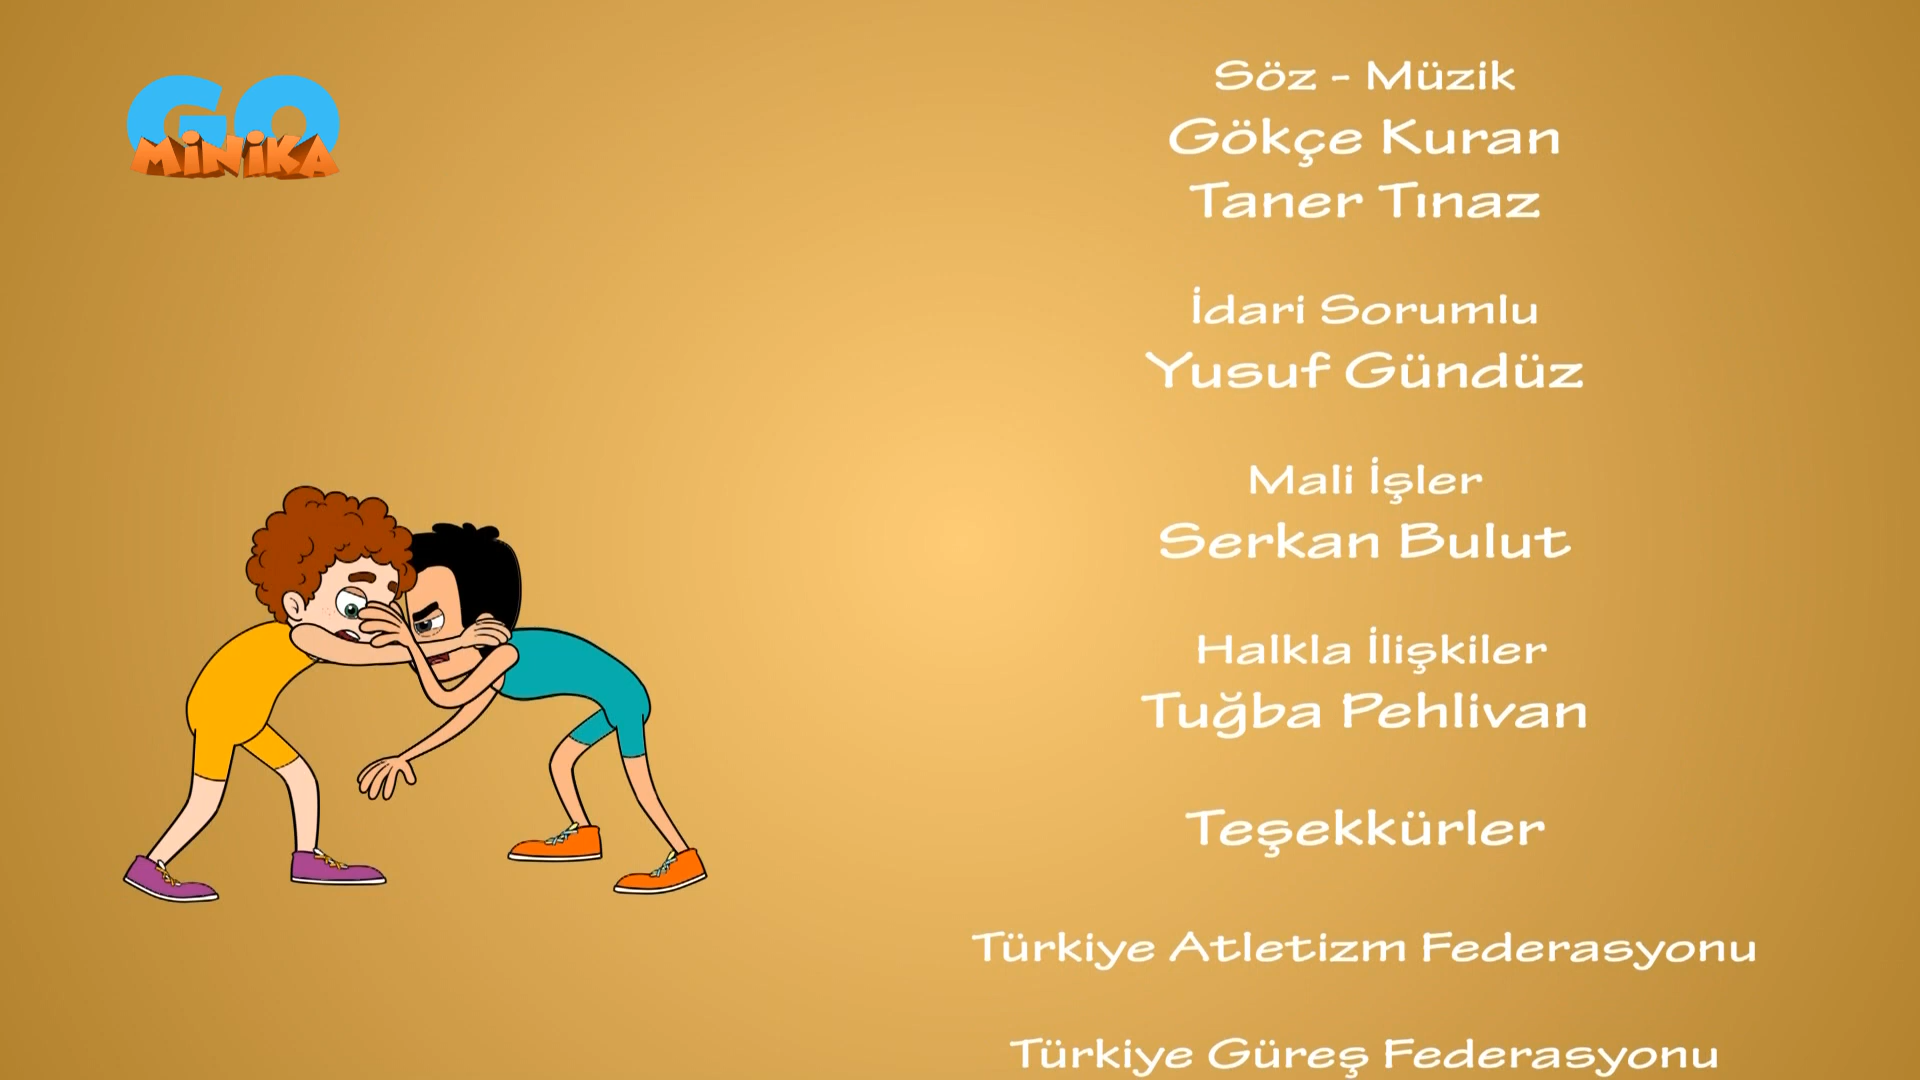 GO
MiNiKA
Söz - Müzik
Gökçe Kuran
Taner Tınaz
İdari Sorumlu
Yusuf Gündüz
Mali İşler
Serkan Bulut
Halkla İlişkiler
Tuğba Pehlivan
Teşekkürler
Türkiye Atletizm Federasyonu
Türkiye Güreş Federasyonu